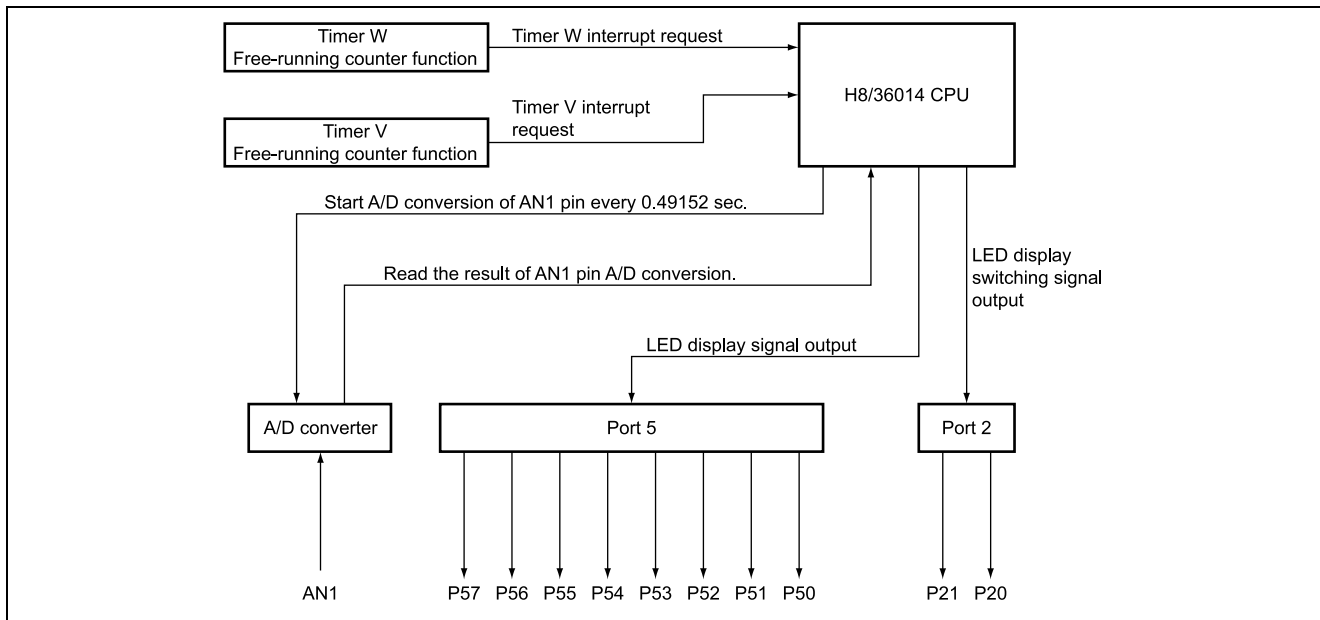 Timer W
Free-running counter function
Timer W interrupt request
H8/36014 CPU
Timer V
Free-running counter function
Timer V interrupt
request
Start A/D conversion of AN1 pin every 0.49152 sec.
Read the result of AN1 pin A/D conversion.
LED display
switching signal
output
LED display signal output
A/D converter
Port 5
Port 2
AN1
P57
P56
P55
P54
P53
P52
P51
P50
P21
P20